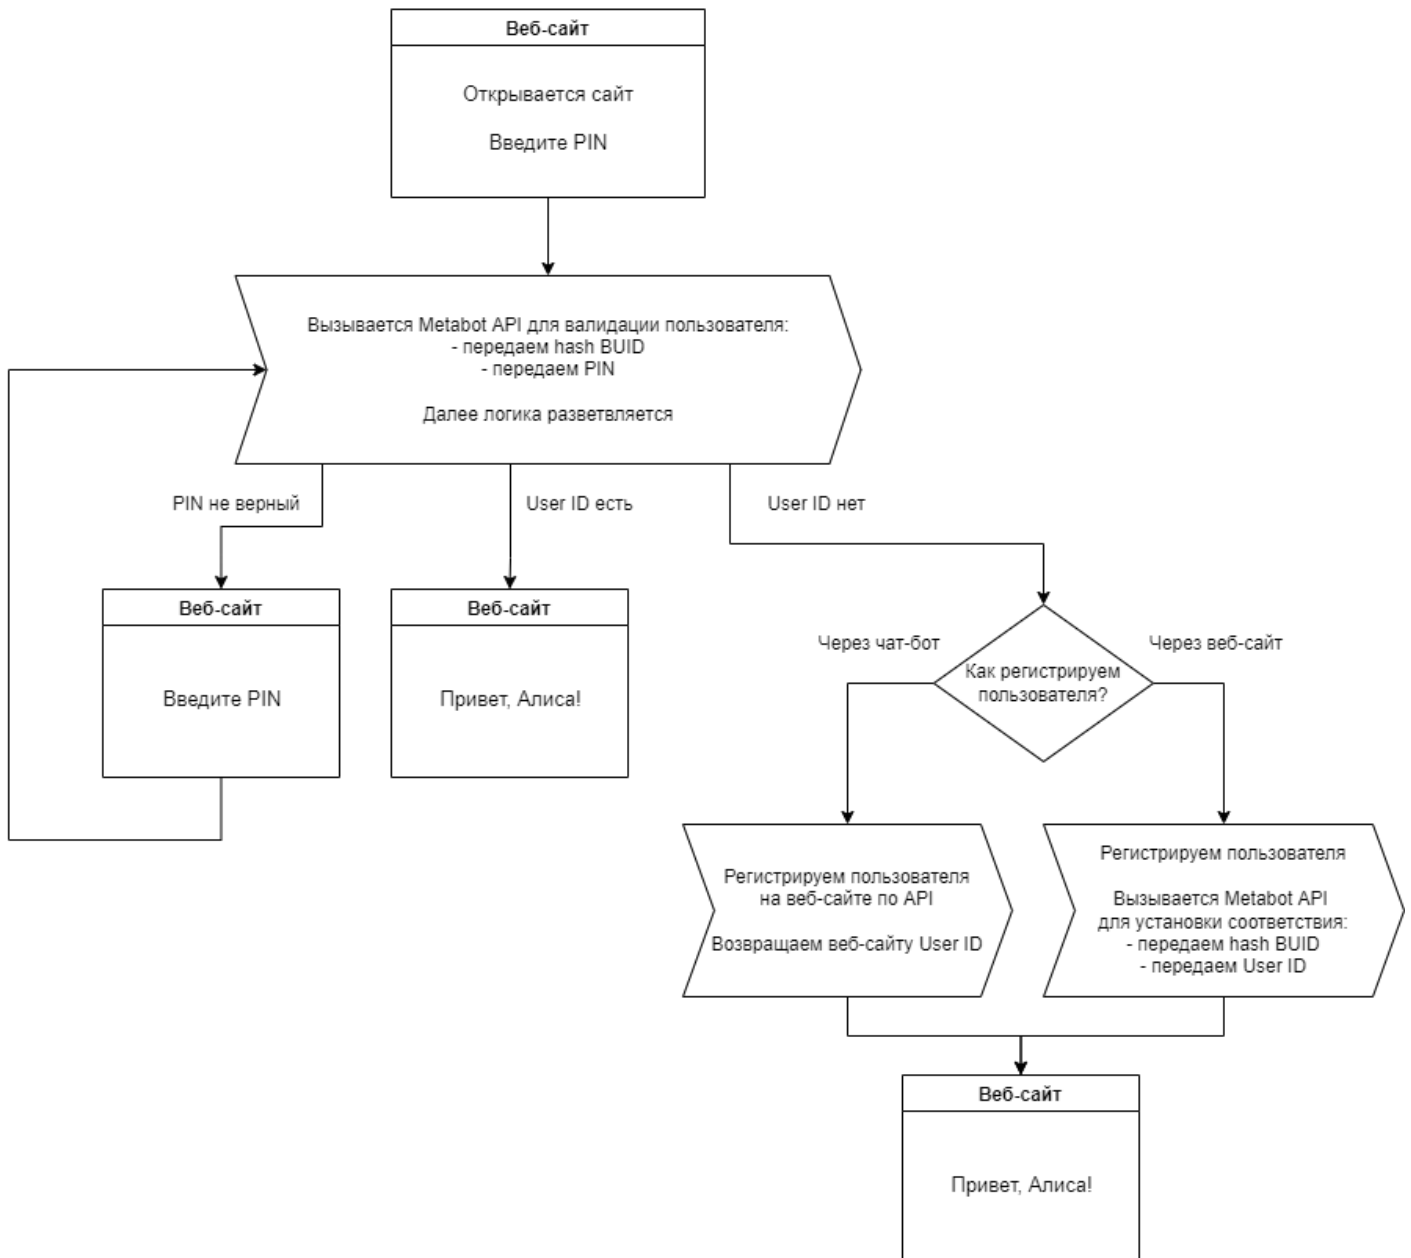 Веб-сайт
Открывается сайт
Введите PIN
Вызывается Metabot API для валидации пользователя:
- передаем hash BUID
- передаем PIN
Далее логика разветвляется
PIN не верный
User ID есть
User ID нет
Веб-сайт
Введите PIN
Веб-сайт
Привет, Алиса!
Через чат-бот
Через веб-сайт
Как регистрируем
пользователя?
Регистрируем пользователя
на веб-сайте по API
Возвращаем веб-сайту User ID
Регистрируем пользователя
Вызывается Metabot API
для установки соответствия:
- передаем hash BUID
- передаем User ID
Веб-сайт
Привет, Алиса!